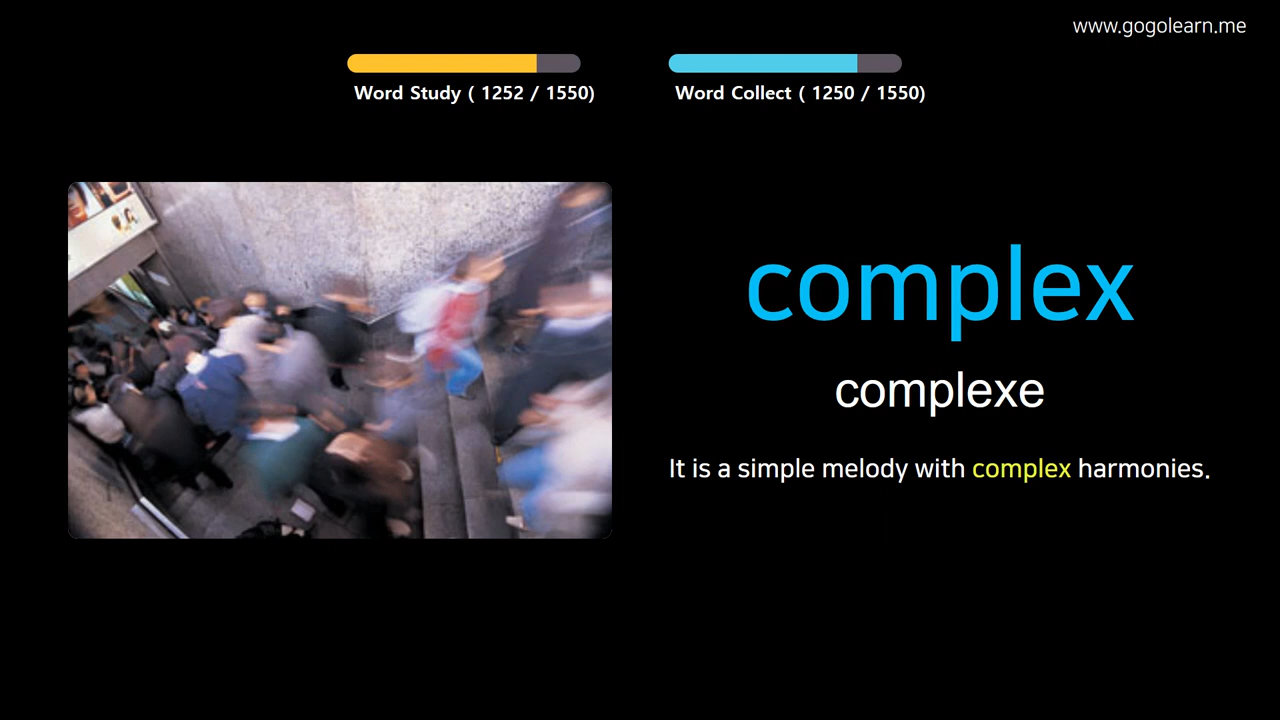 www.gogolearn.me
Word Study ( 1252 / 1550)
Word Collect ( 1250 / 1550)
complex
complexe
It is a simple melody with complex harmonies.